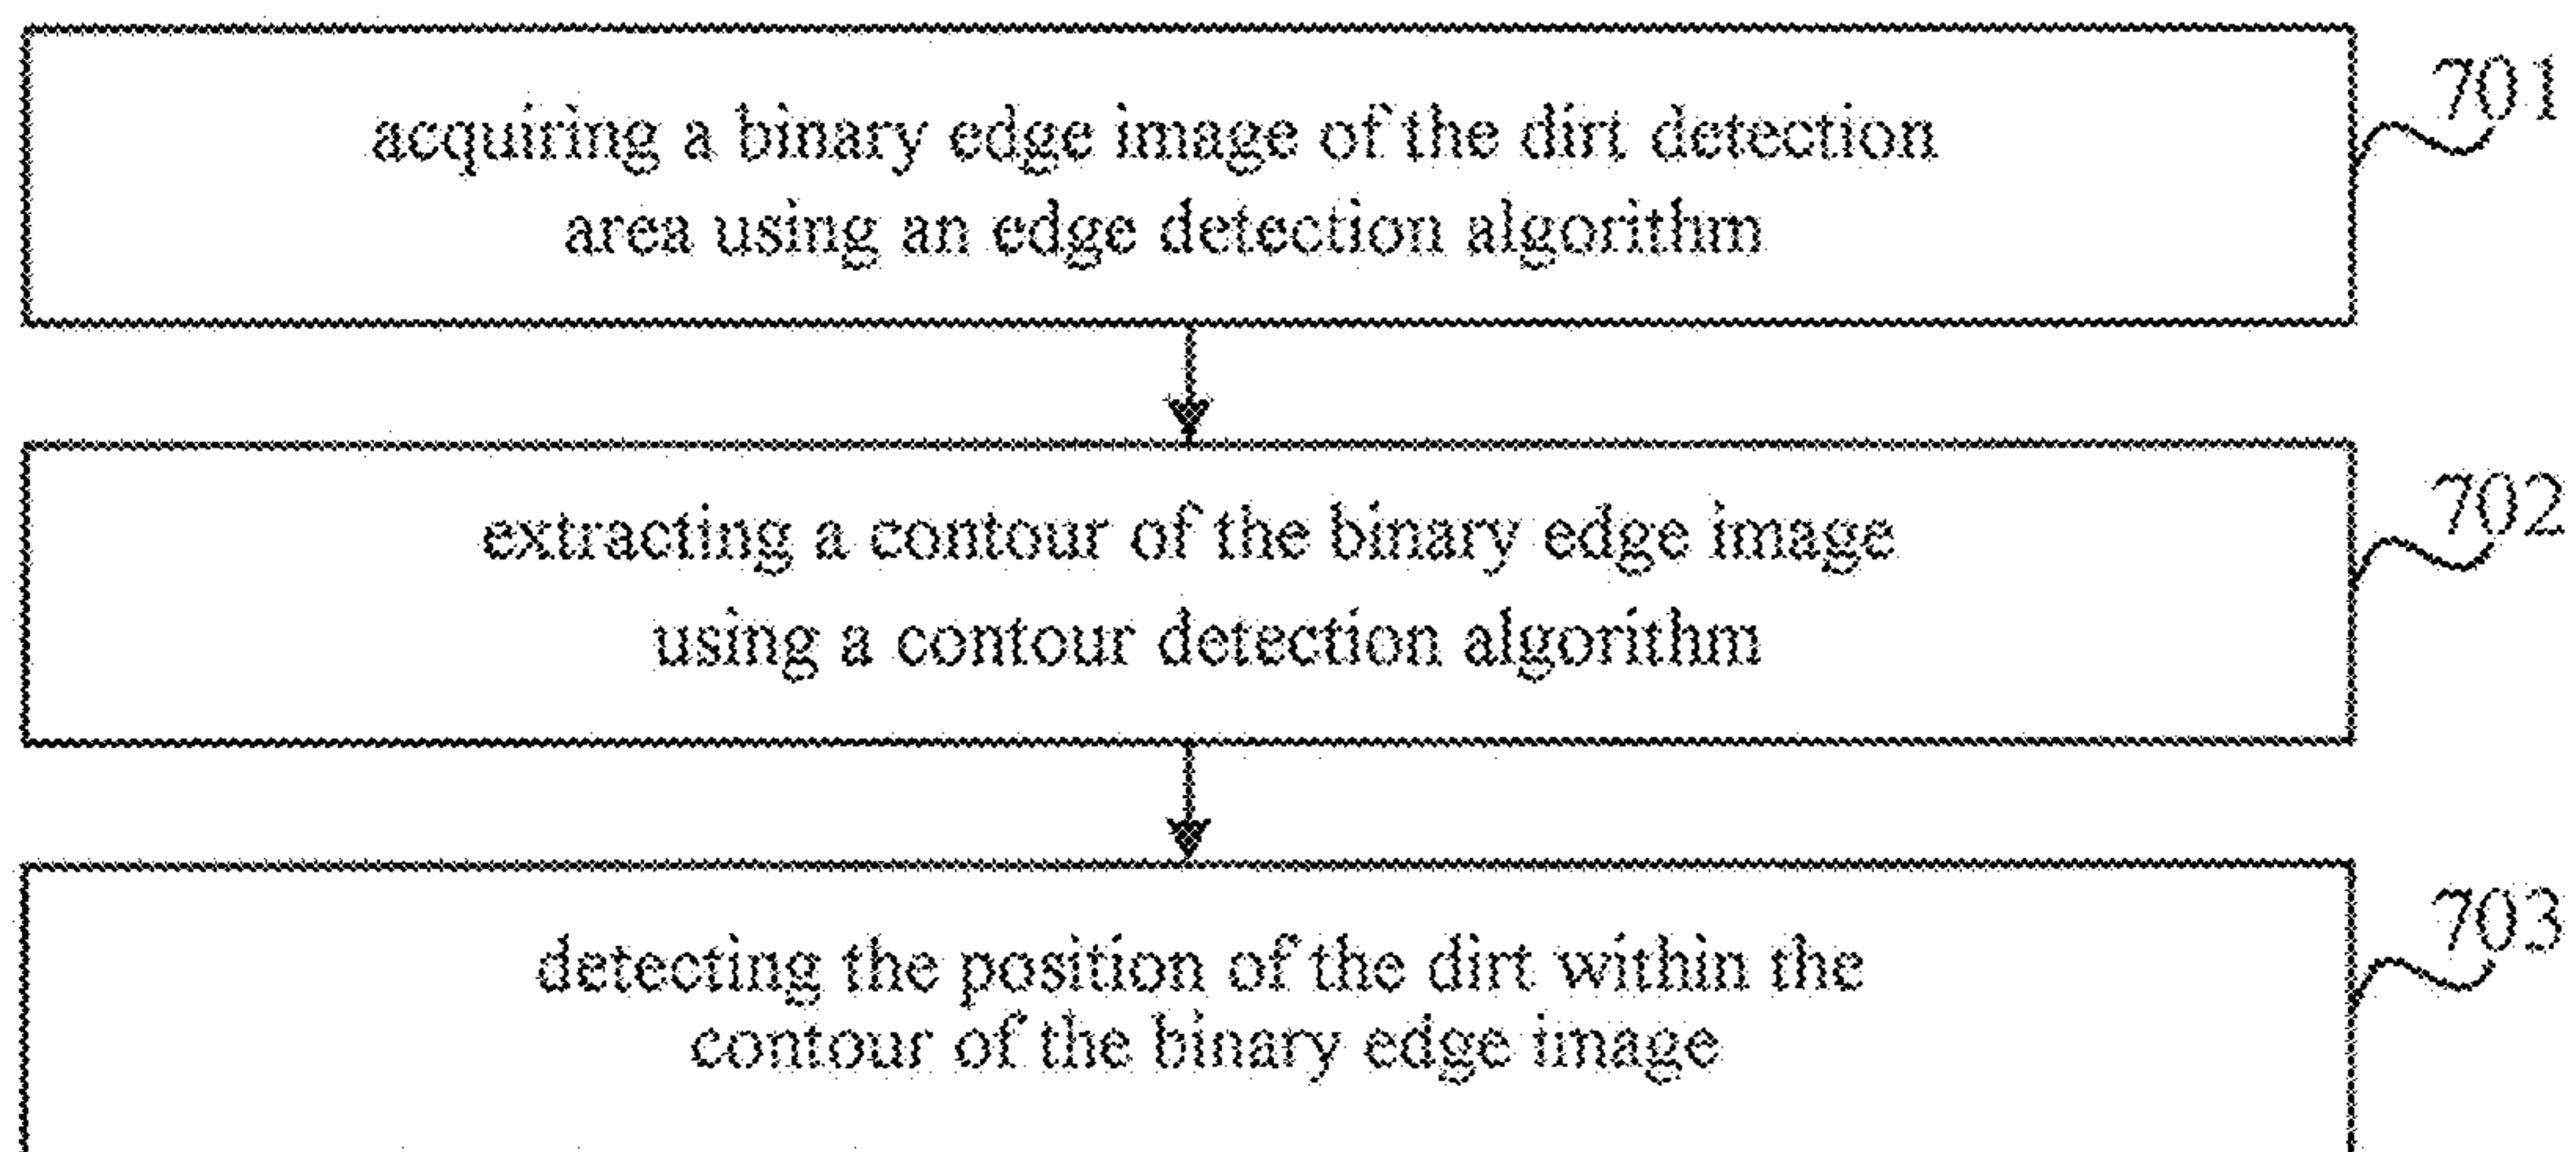 701
acquiring a binary edge image of the dirt detection
area using an edge detection algorithm
702
extracting a contour of the binary edge image
using a contour detection algorithm
703
detecting the position of the dirt within the
contour of the binary edge image